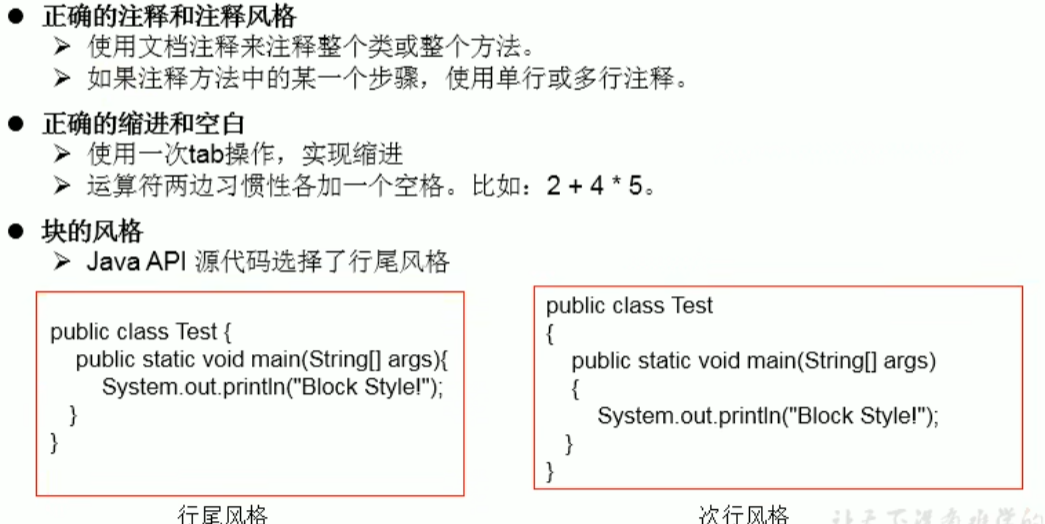 ● 正确的注释和注释风格
➢ 使用文档注释来注释整个类或整个方法。
➢ 如果注释方法中的某一个步骤，使用单行或多行注释。
● 正确的缩进和空白
➢ 使用一次tab操作，实现缩进
➢ 运算符两边习惯性各加一个空格。比如：2 + 4 * 5。
● 块的风格
➢ Java API 源代码选择了行尾风格
public class Test {
public static void main(String[] args){
System.out.println("Block Style!");
}
}
行尾风格
public class Test
{
public static void main(String[] args)
{
System.out.println("Block Style!");
}
}
次行风格